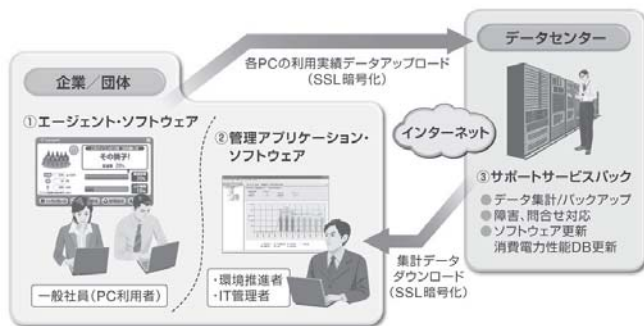 企業／団体
①エージェント・ソフトウェア
その調子!
一般社員(PC利用者)
②管理アプリケーション・
ソフトウェア
・環境推進者
・IT管理者
各PCの利用実績データアップロード
(SSL暗号化)
インターネット
集計データ
ダウンロード
(SSL暗号化)
データセンター
③サポートサービスパック
●データ集計/バックアップ
●障害、問合せ対応
●ソフトウェア更新
消費電力性能DB更新